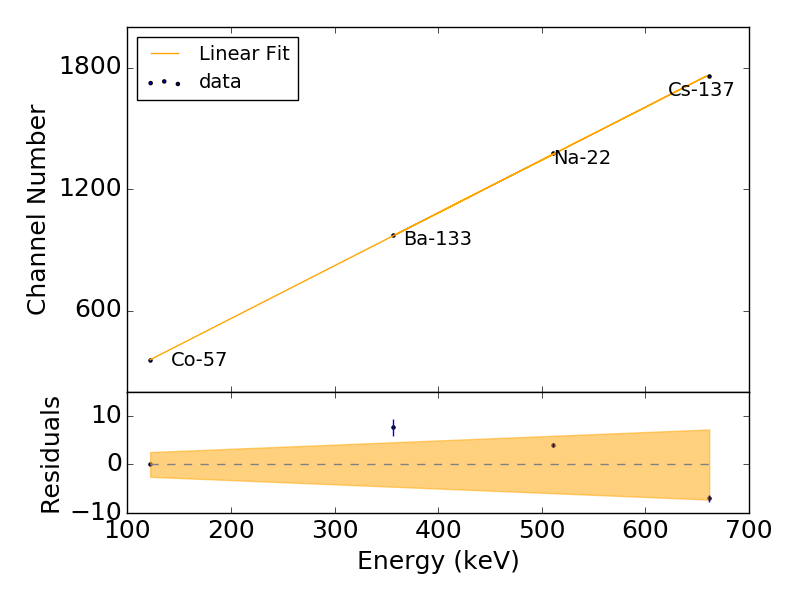 Linear Fit
data
1800
1200
600
Channel Number
Cs-137
Na-22
Ba-133
Co-57
10
0
−10
Residuals
100 200 300 400 500 600 700
Energy (keV)